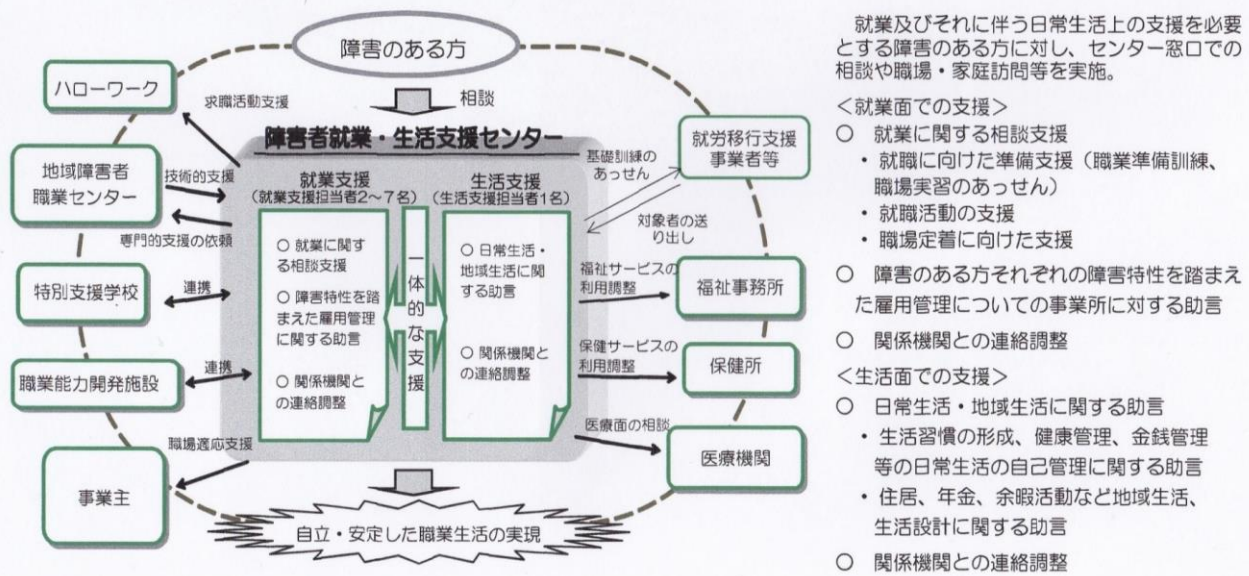 障害のある方
相談
ハローワーク
求職活動支援
地域障害者
職業センター
技術的支援
専門的支援の依頼
特別支援学校
連携
職業能力開発施設
連携
職場適応支援
事業主
障害者就業・生活支援センター
就業支援
(就業支援担当者2～7名)
○ 就業に関す
る相談支援
○ 障害特性を踏
まえた雇用管理
に関する助言
○ 関係機関と
の連絡調整
一体的な支援
生活支援
(生活支援担当者1名)
○ 日常生活・
地域生活に関
する助言
○ 関係機関と
の連絡調整
基礎訓練の
あっせん
就労移行支援
事業者等
対象者の送
り出し
福祉サービスの
利用調整
福祉事務所
保健サービスの
利用調整
保健所
医療面の相談
医療機関
自立・安定した職業生活の実現
就業及びそれに伴う日常生活上の支援を必要
とする障害のある方に対し、センター窓口での
相談や職場・家庭訪問等を実施。
＜就業面での支援＞
○ 就業に関する相談支援
・就職に向けた準備支援（職業準備訓練、
職場実習のあっせん）
・就職活動の支援
・職場定着に向けた支援
○ 障害のある方それぞれの障害特性を踏まえ
た雇用管理についての事業所に対する助言
○ 関係機関との連絡調整
＜生活面での支援＞
○ 日常生活・地域生活に関する助言
・生活習慣の形成、健康管理、金銭管理
等の日常生活の自己管理に関する助言
・住居、年金、余暇活動など地域生活、
生活設計に関する助言
○ 関係機関との連絡調整